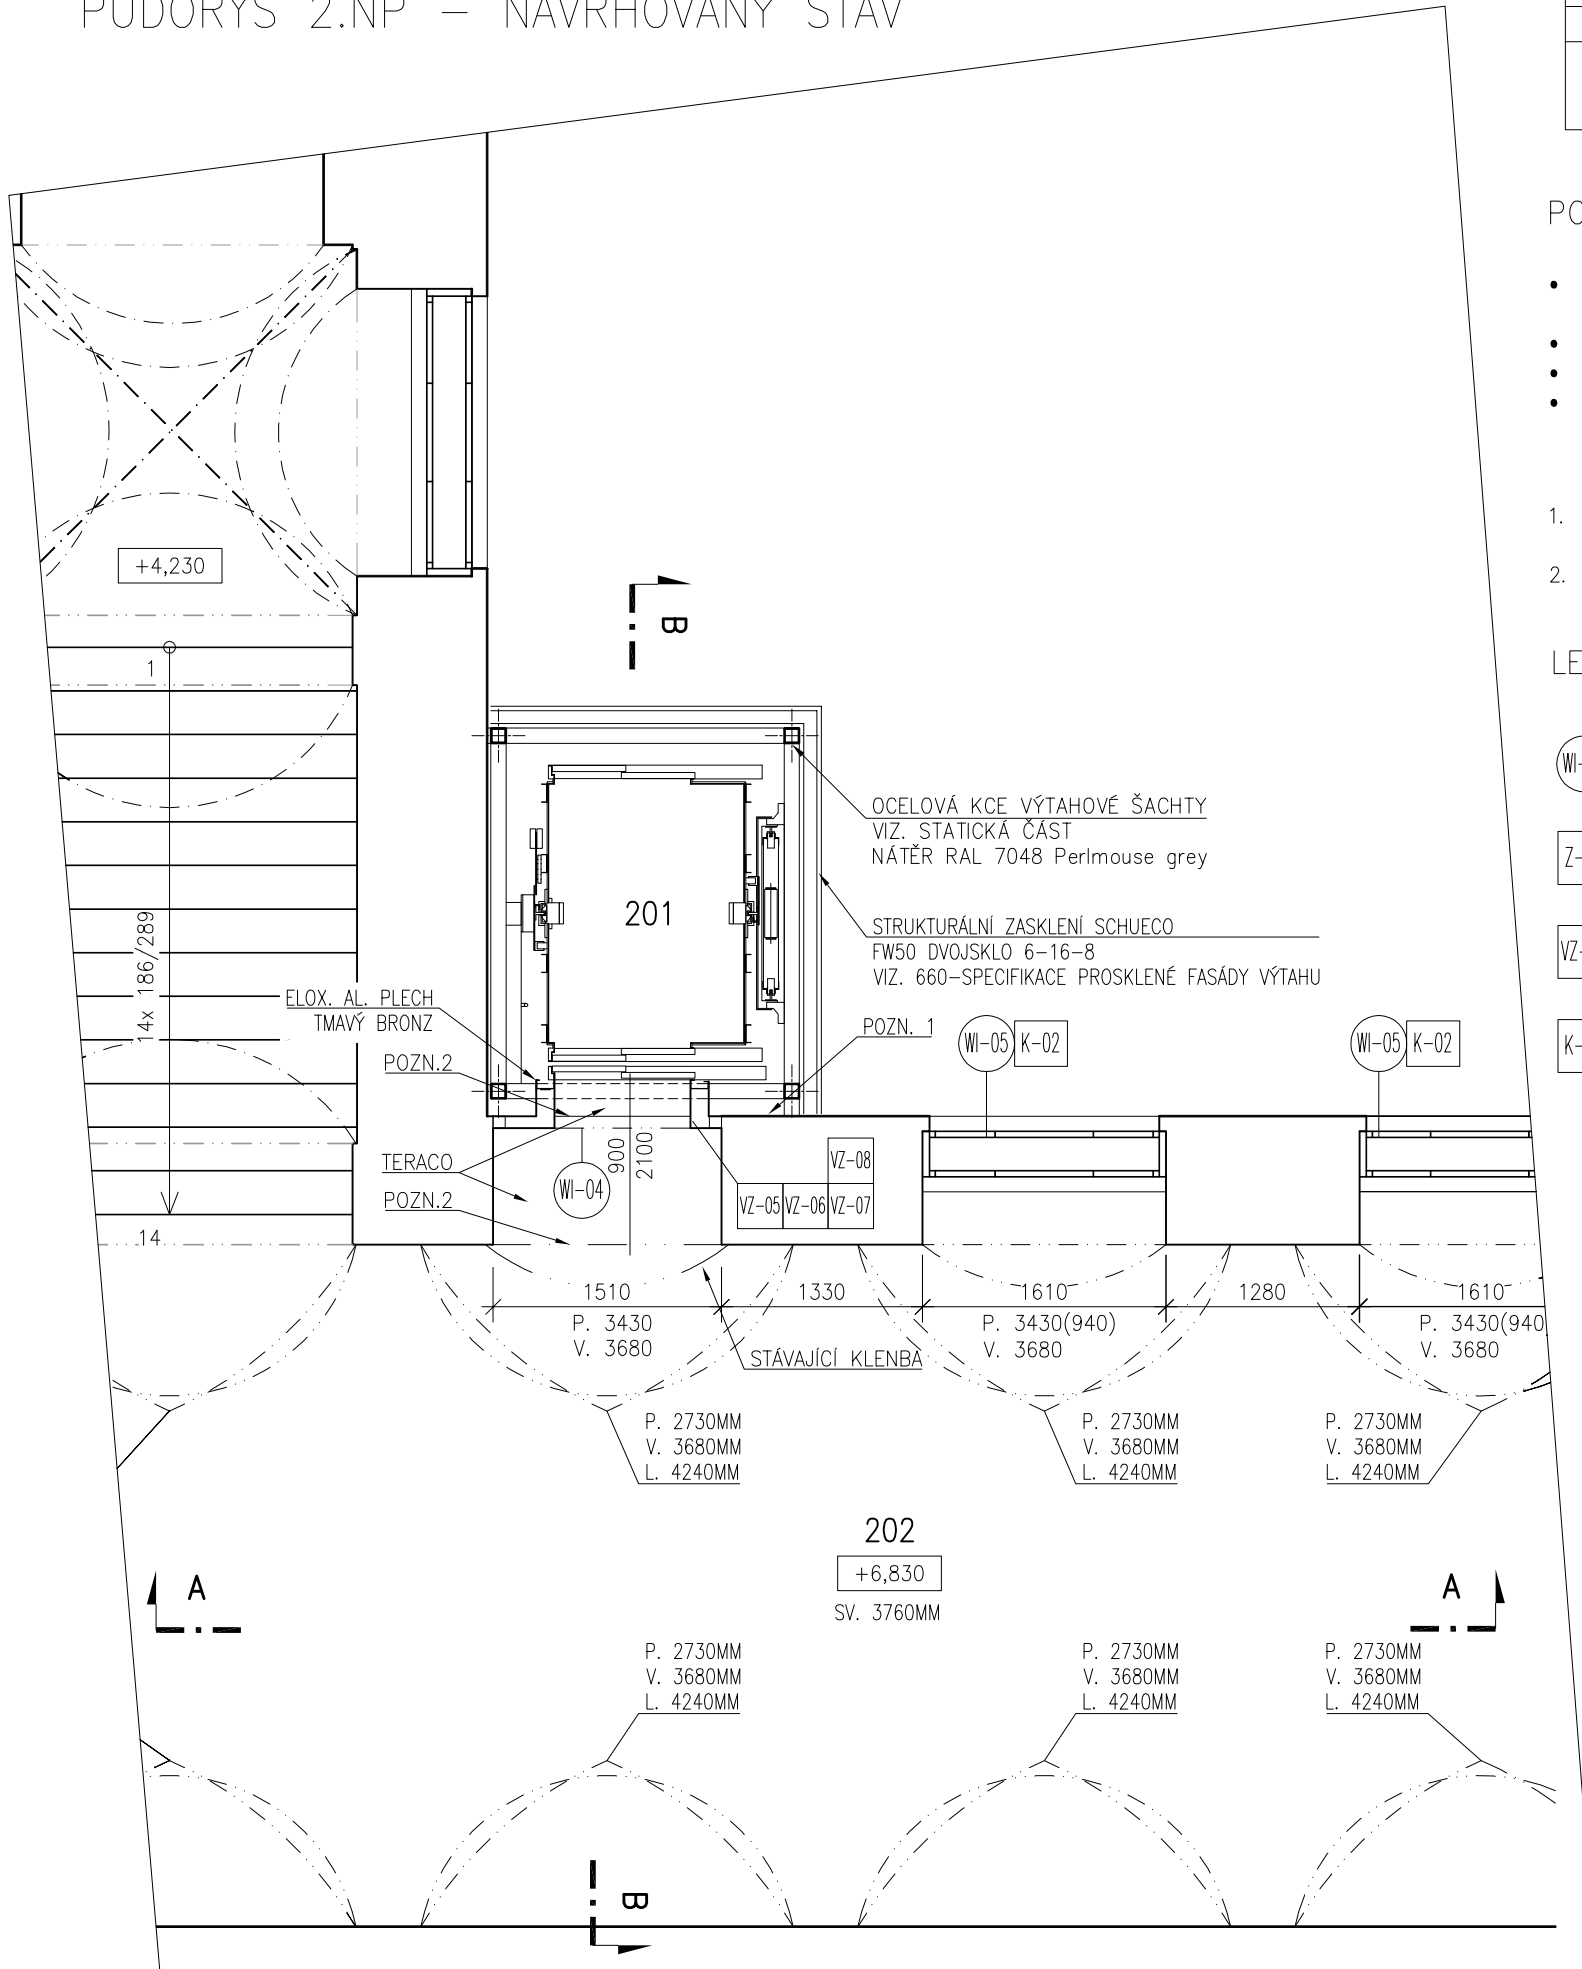 PŮDORYS 2.NP – NAVRHOVANÝ STAV
PO
1.
2.
LE
+4,230
B
1
14x 186/289
14
WI-
Z-
VZ-
K-
OCELOVÁ KCE VÝTAHOVÉ ŠACHTY
VIZ. STATICKÁ ČÁST
NÁTĚR RAL 7048 Perlmouse grey
201
STRUKTURÁLNÍ ZASKLENÍ SCHUECO
FW50 DVOJSKLO 6-16-8
VIZ. 660-SPECIFIKACE PROSKLENÉ FASÁDY VÝTAHU
ELOX. AL. PLECH
TMAVÝ BRONZ
POZN.2
POZN. 1
WI-05 K-02
WI-05 K-02
TERACO
POZN.2
WI-04
900
2100
VZ-08
VZ-05 VZ-06 VZ-07
1510
P. 3430
V. 3680
1330
1610
P. 3430(940)
V. 3680
1280
1610
P. 3430(940
V. 3680
STÁVAJÍCÍ KLENBA
P. 2730MM
V. 3680MM
L. 4240MM
P. 2730MM
V. 3680MM
L. 4240MM
P. 2730MM
V. 3680MM
L. 4240MM
202
+6,830
SV. 3760MM
A
A
P. 2730MM
V. 3680MM
L. 4240MM
P. 2730MM
V. 3680MM
L. 4240MM
P. 2730MM
V. 3680MM
L. 4240MM
B